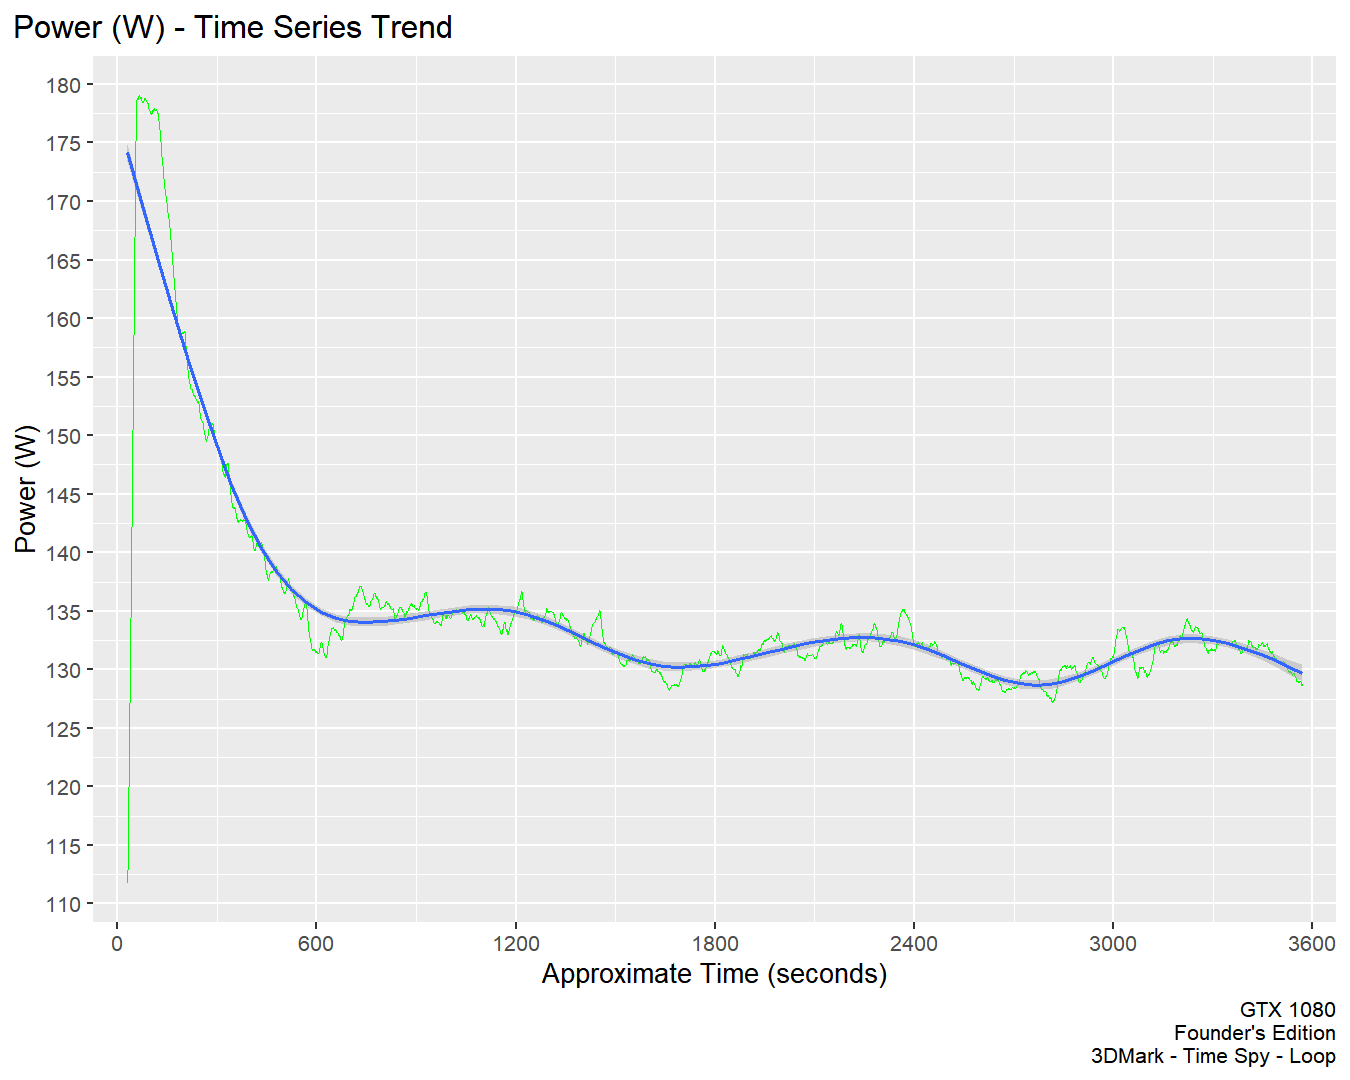 Power (W) - Time Series Trend
Power (W)
180
175
170
165
160
155
150
145
140
135
130
125
120
115
110
0 600 1200 1800 2400 3000 3600
Approximate Time (seconds)
GTX 1080
Founder's Edition
3DMark - Time Spy - Loop